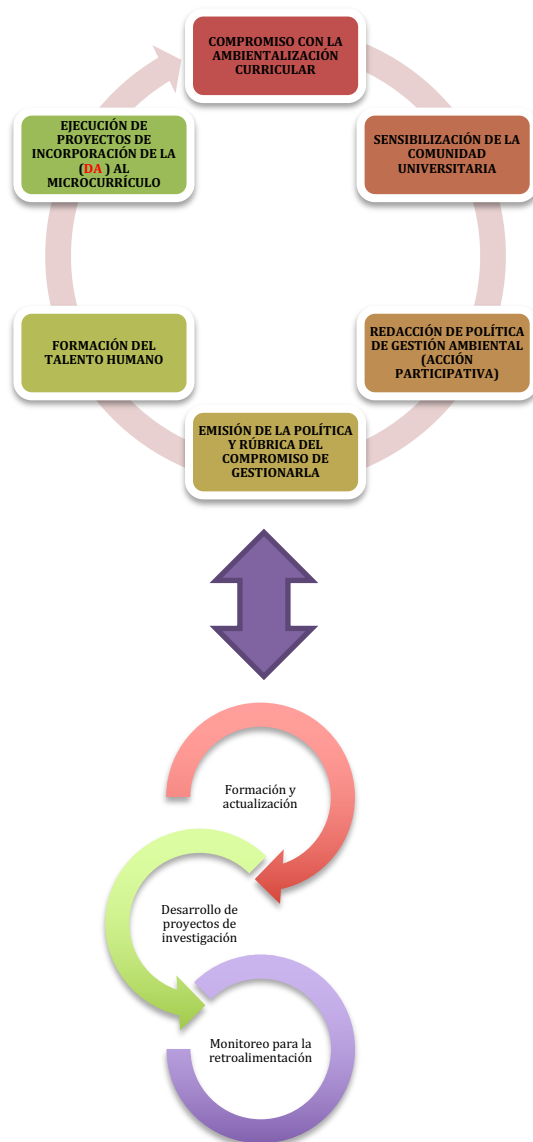 COMPROMISO CON LA
AMBIENTALIZACIÓN
CURRICULAR
SENSIBILIZACIÓN DE LA
COMUNIDAD
UNIVERSITARIA
REDACCIÓN DE POLÍTICA
DE GESTIÓN AMBIENTAL
(ACCIÓN
PARTICIPATIVA)
EMISIÓN DE LA POLÍTICA
Y RÚBRICA DEL
COMPROMISO DE
GESTIONARLA
FORMACIÓN DEL
TALENTO HUMANO
EJECUCIÓN DE
PROYECTOS DE
INCORPORACIÓN DE LA
(DA ) AL
MICROCURRÍCULO
Formación y
actualización
Desarrollo de
proyectos de
investigación
Monitoreo para la
retroalimentación